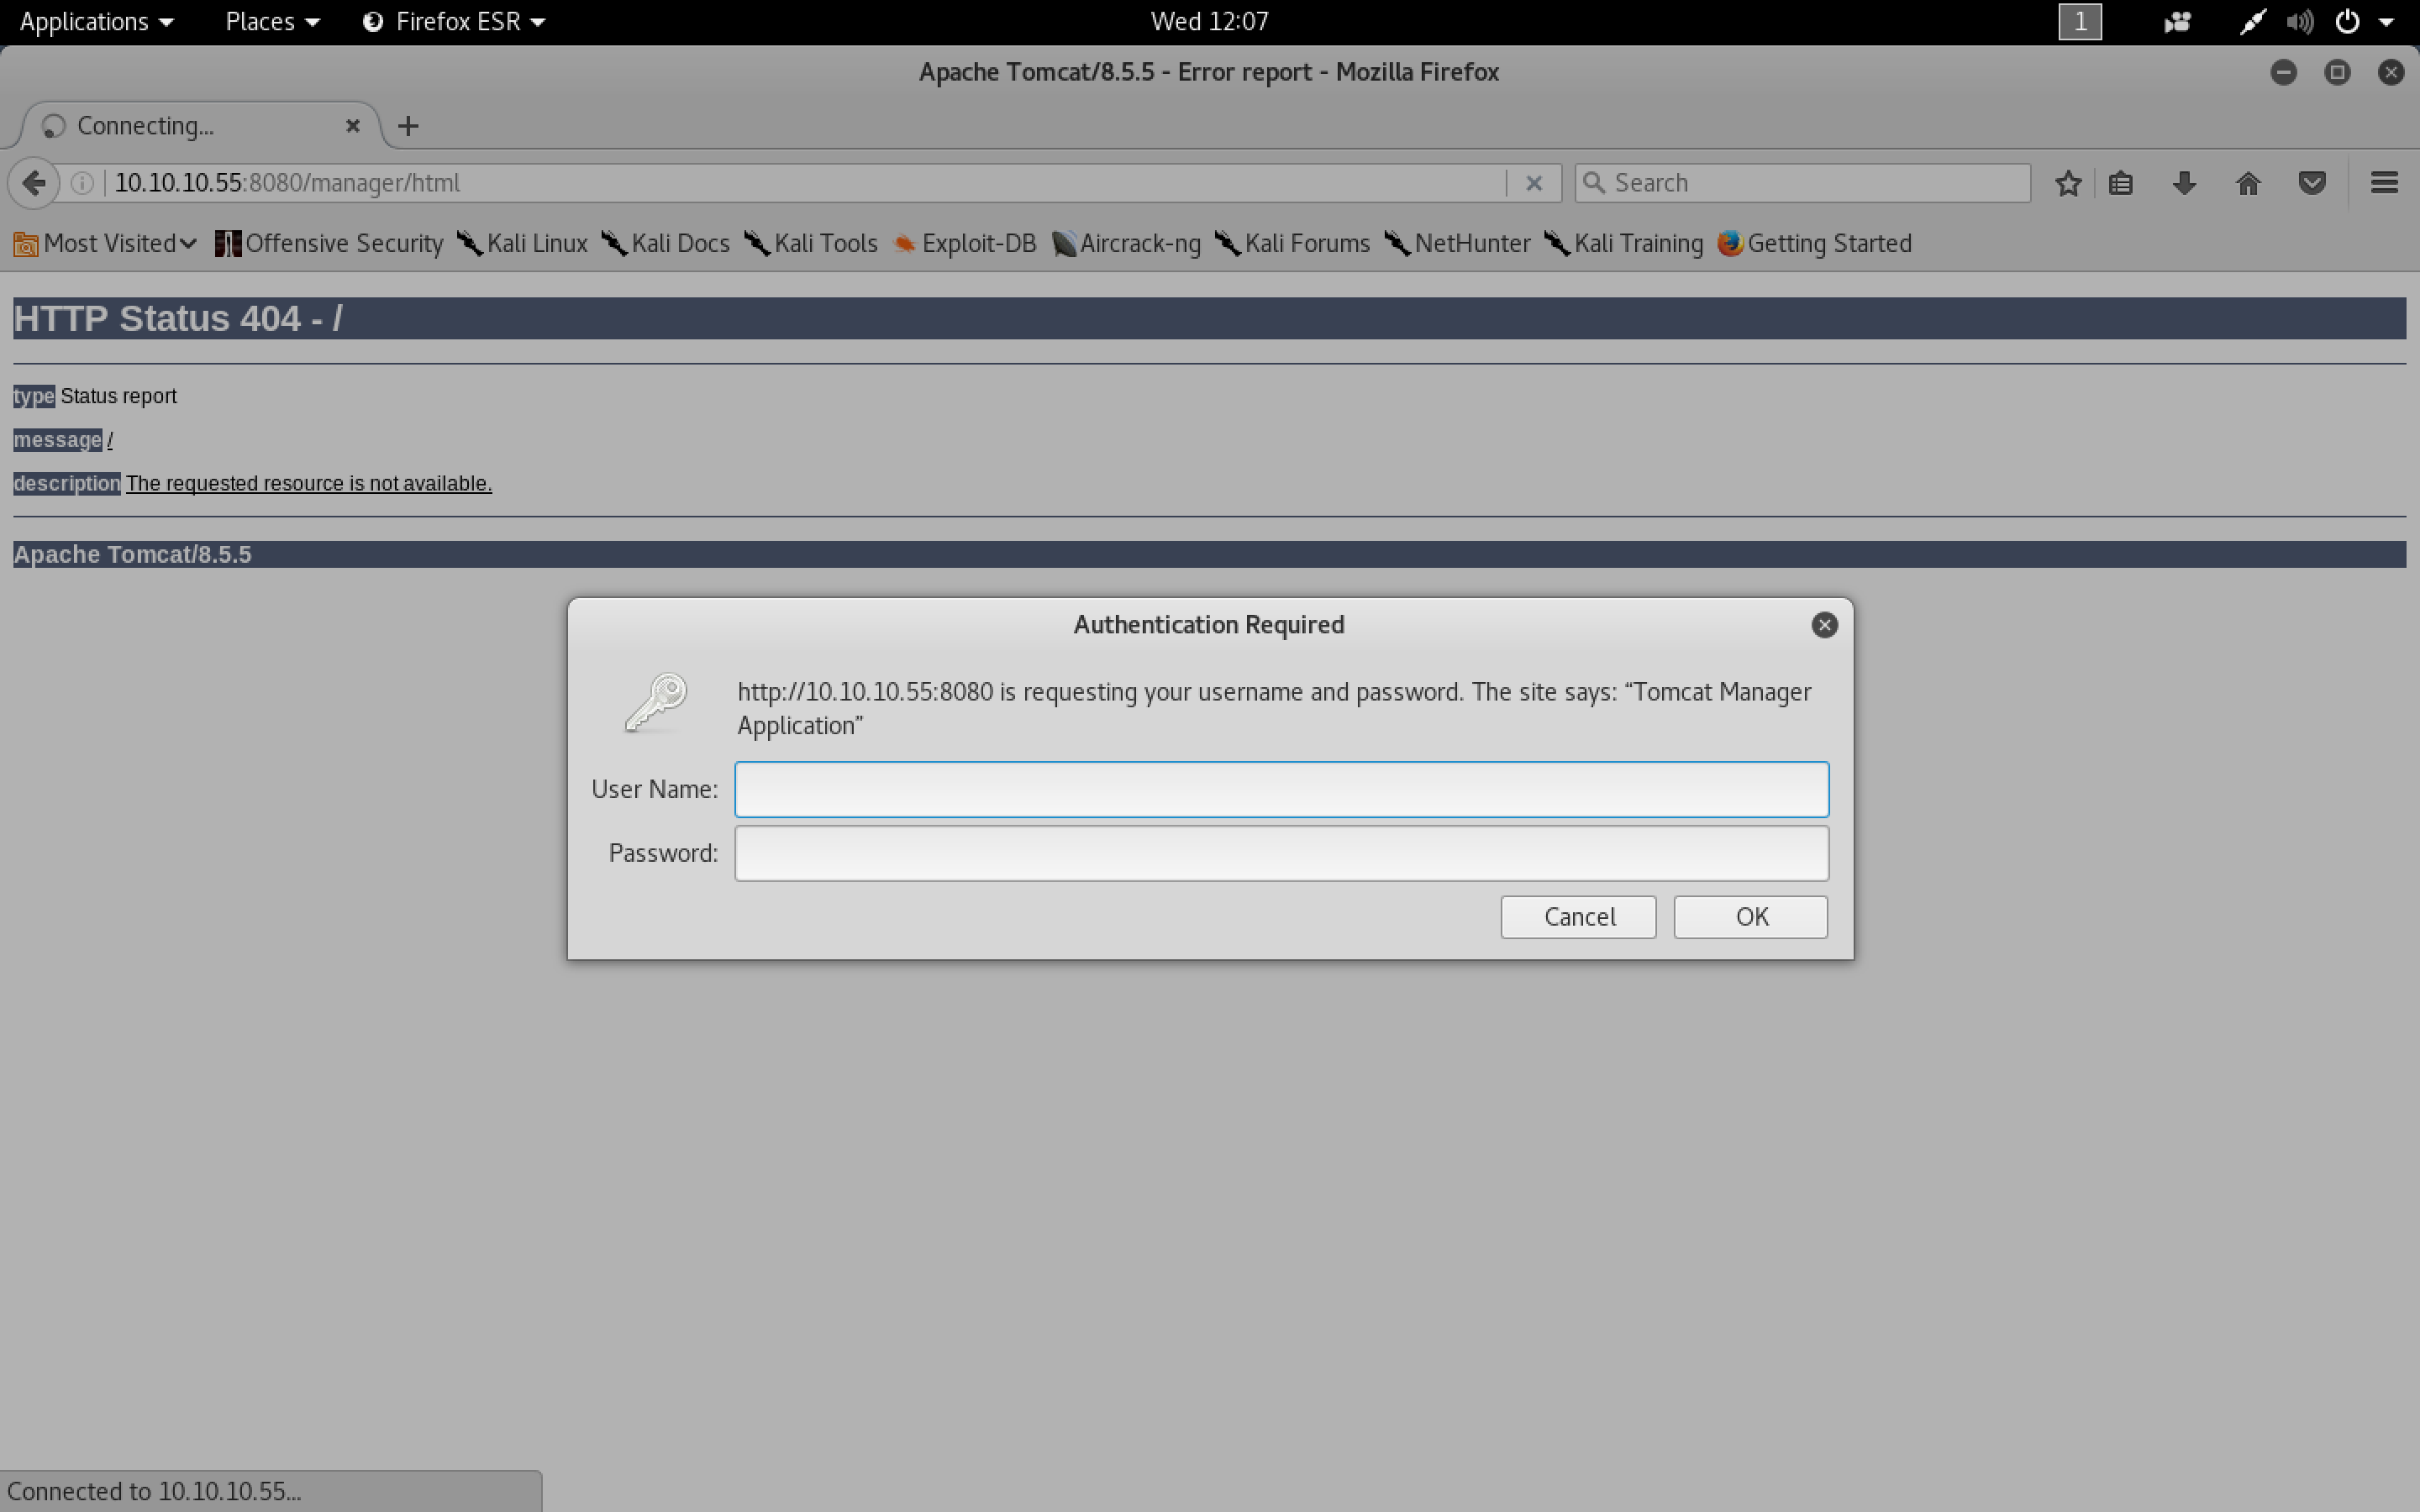 Applications Places Firefox ESR Wed 12:07 1
Apache Tomcat/8.5.5 - Error report - Mozilla Firefox
Connecting...
10.10.10.55:8080/manager/html Search
Most Visited Offensive Security Kali Linux Kali Docs Kali Tools Exploit-DB Aircrack-ng Kali Forums NetHunter Kali Training Getting Started
HTTP Status 404 - /
type Status report
message /
description The requested resource is not available.
Apache Tomcat/8.5.5
Authentication Required
http://10.10.10.55:8080 is requesting your username and password. The site says: “Tomcat Manager
Application”
User Name:
Password:
Cancel OK
Connected to 10.10.10.55...